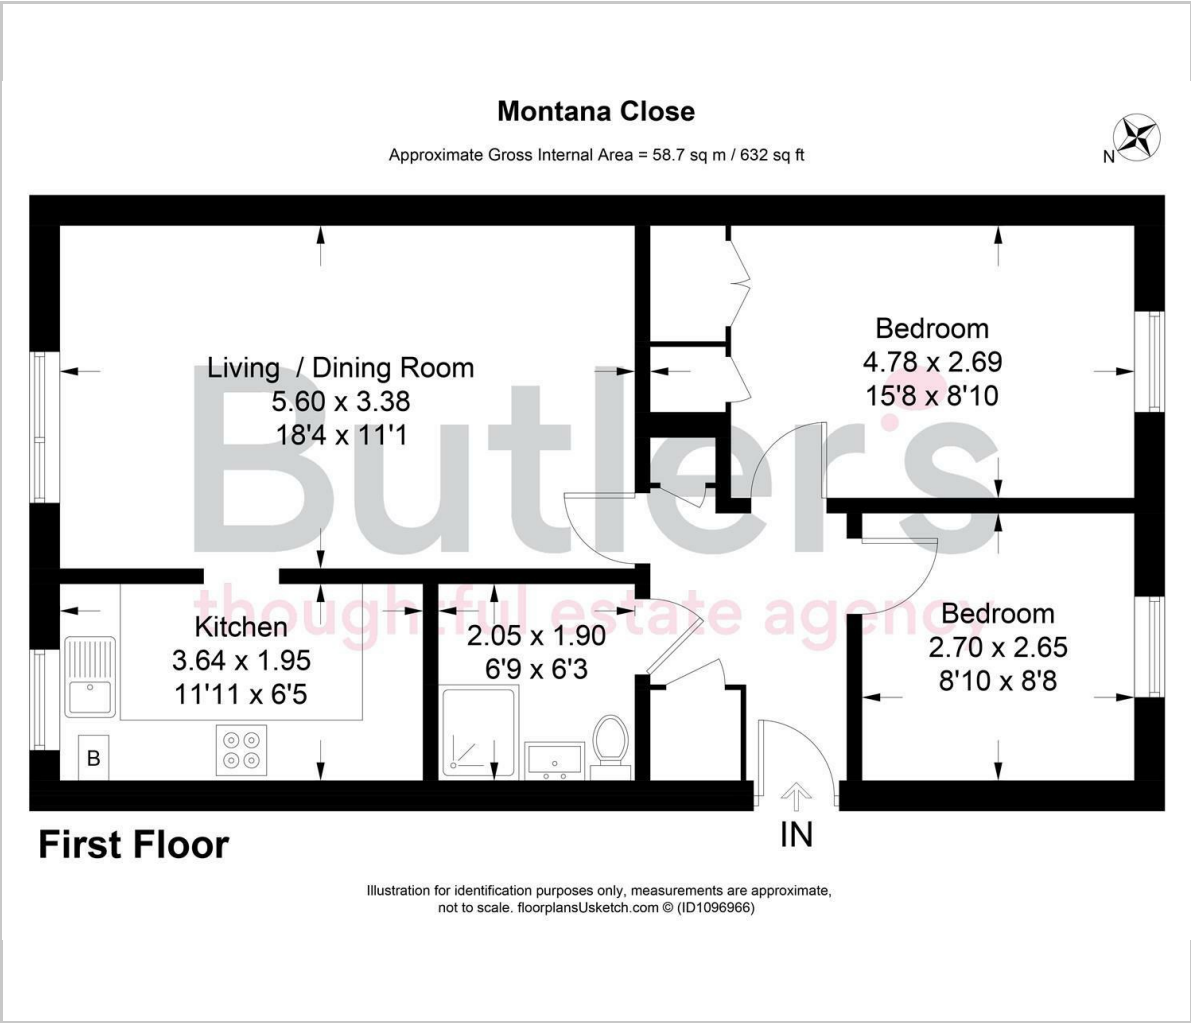 Montana Close
Approximate Gross Internal Area = 58.7 sq m / 632 sq ft
N
Living / Dining Room
5.60 x 3.38
18'4 x 11'1
Bedroom
4.78 x 2.69
15'8 x 8'10
Butlers
thoughtful estate agency
Kitchen
3.64 x 1.95
11'11 x 6'5
2.05 x 1.90
6'9 x 6'3
Bedroom
2.70 x 2.65
8'10 x 8'8
B
IN
First Floor
Illustration for identification purposes only, measurements are approximate,
not to scale. floorplansUsketch.com © (ID1096966)